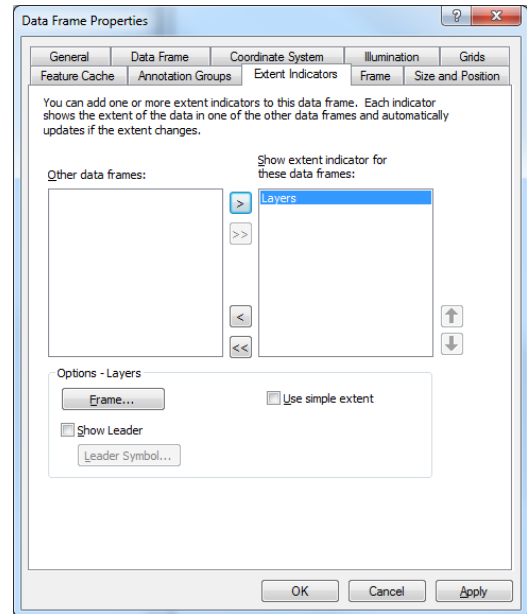 Data Frame Properties
General Data Frame Coordinate System Illumination Grids
Feature Cache Annotation Groups Extent Indicators Frame Size and Position
You can add one or more extent indicators to this data frame. Each indicator
shows the extent of the data in one of the other data frames and automatically
updates if the extent changes.
Other data frames:
Show extent indicator for
these data frames:
Layers
>
>>
<
<<
Options - Layers
Frame...
Use simple extent
Show Leader
Leader Symbol...
OK Cancel Apply